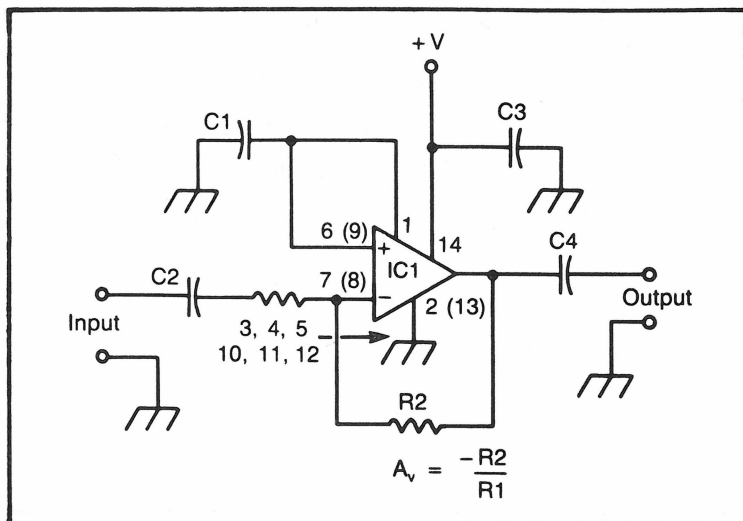 +V
C1
C3
6 (9)
1
+
14
IC1
C4
C2
7 (8)
−
2 (13)
Input
3, 4, 5
10, 11, 12
Output
R2
Av = −R2
R1